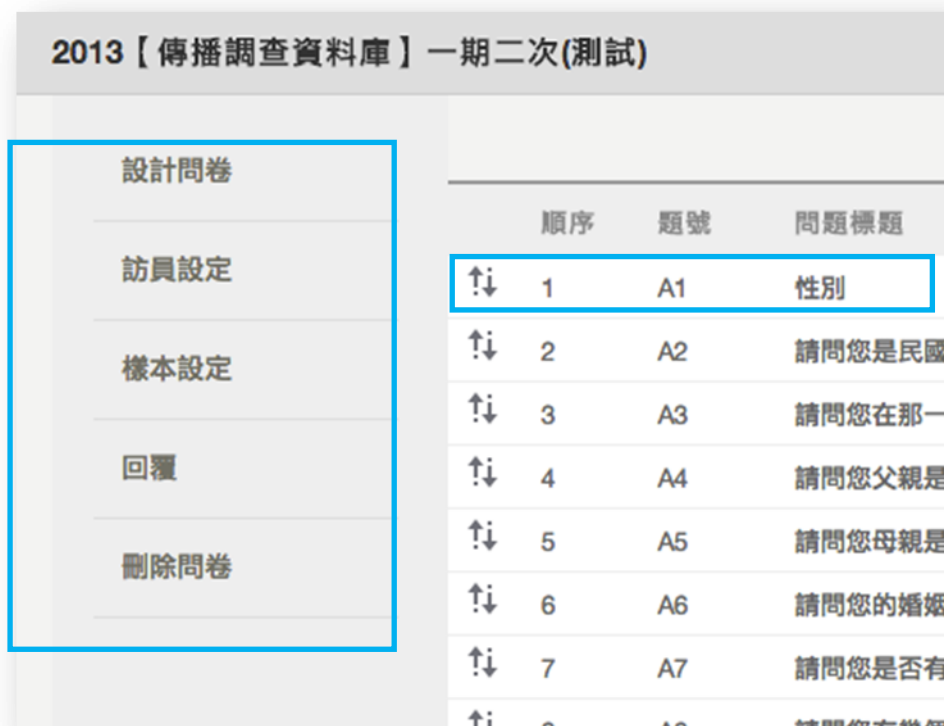 2013【傳播調查資料庫】一期二次(測試)
設計問卷
訪員設定
樣本設定
回覆
刪除問卷
順序 題號 問題標題
1 A1 性別
2 A2 請問您是民國
3 A3 請問您在那一
4 A4 請問您父親是
5 A5 請問您母親是
6 A6 請問您的婚姻
7 A7 請問您是否有